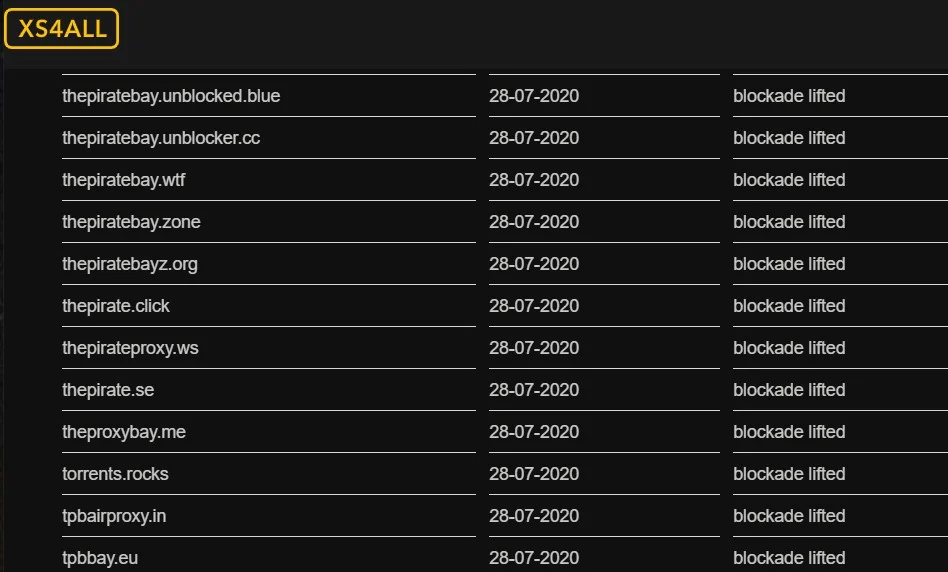 XS4ALL
thepiratebay.unblocked.blue 28-07-2020 blockade lifted
thepiratebay.unblocker.cc 28-07-2020 blockade lifted
thepiratebay.wtf 28-07-2020 blockade lifted
thepiratebay.zone 28-07-2020 blockade lifted
thepiratebayz.org 28-07-2020 blockade lifted
thepirate.click 28-07-2020 blockade lifted
thepirateproxy.ws 28-07-2020 blockade lifted
thepirate.se 28-07-2020 blockade lifted
theproxybay.me 28-07-2020 blockade lifted
torrents.rocks 28-07-2020 blockade lifted
tpbairproxy.in 28-07-2020 blockade lifted
tpbbay.eu 28-07-2020 blockade lifted